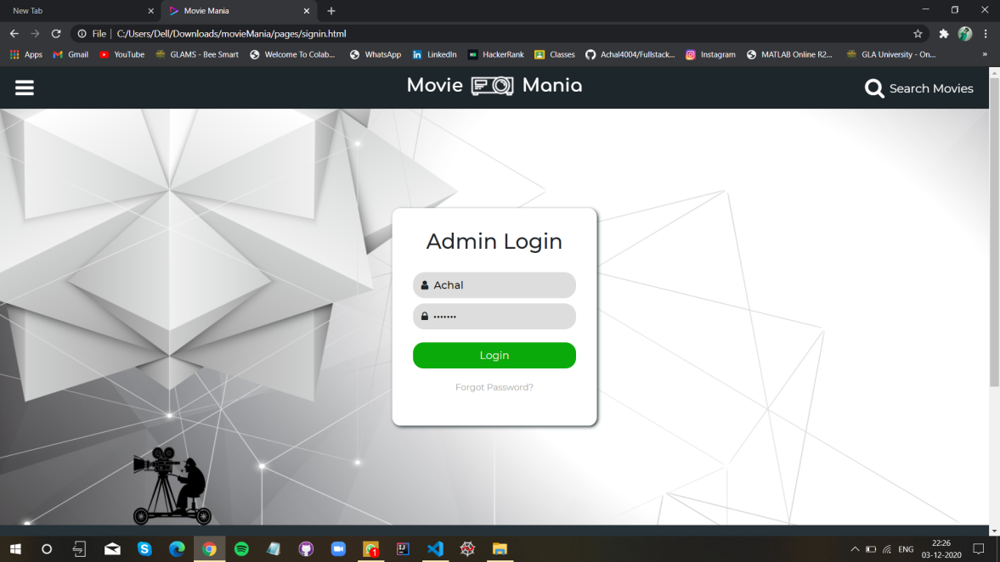 New Tab
Movie Mania
File C:/Users/Dell/Downloads/movieMania/pages/signin.html
Apps Gmail YouTube GLAMS - Bee Smart Welcome To Colab... WhatsApp LinkedIn HackerRank Classes Achal4004/Fullstack... Instagram MATLAB Online R2... GLA University - On... »
Movie Mania
Search Movies
Admin Login
Achal
•••••••
Login
Forgot Password?
1
ENG
22:26
03-12-2020